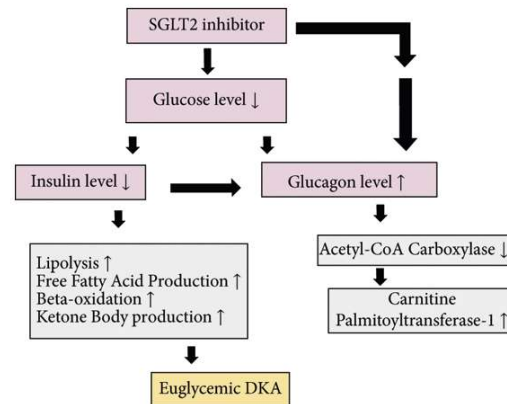 SGLT2 inhibitor
Glucose level ↓
Insulin level ↓
Glucagon level ↑
Lipolysis ↑
Free Fatty Acid Production ↑
Beta-oxidation ↑
Ketone Body production ↑
Acetyl-CoA Carboxylase ↓
Carnitine
Palmitoyltransferase-1 ↑
Euglycemic DKA